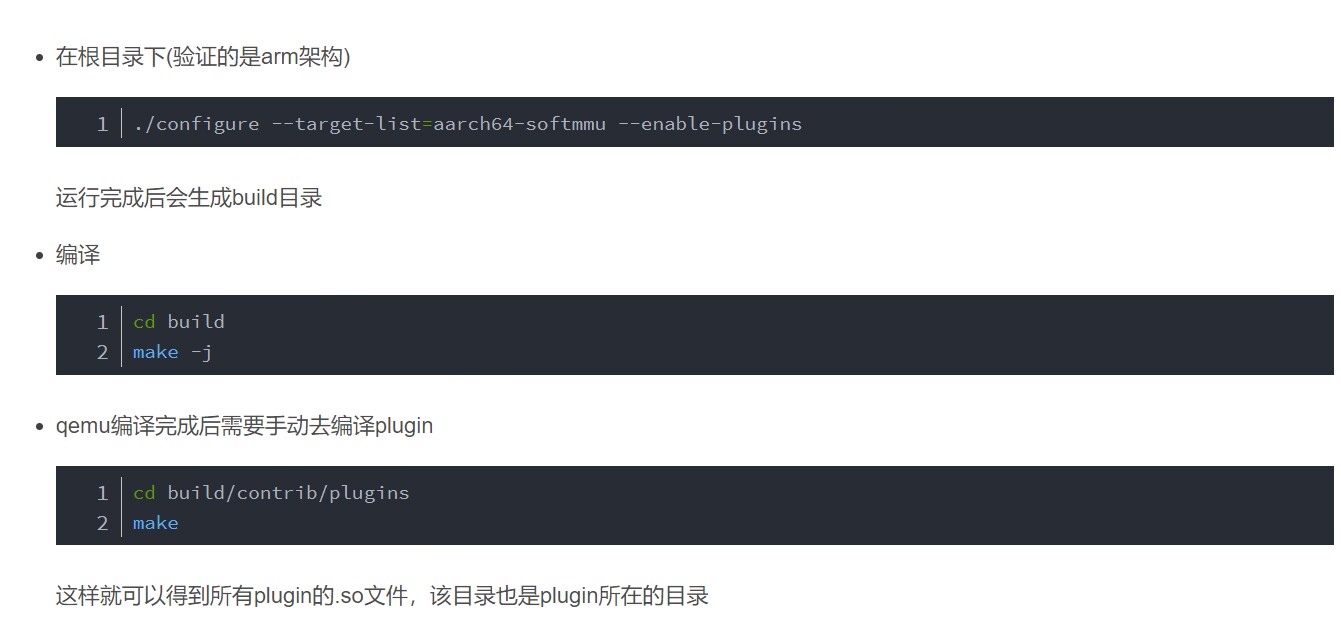 在根目录下(验证的是arm架构)
1 ./configure --target-list=aarch64-softmmu --enable-plugins
运行完成后会生成build目录
编译
1 cd build
2 make -j
qemu编译完成后需要手动去编译plugin
1 cd build/contrib/plugins
2 make
这样就可以得到所有plugin的.so文件，该目录也是plugin所在的目录